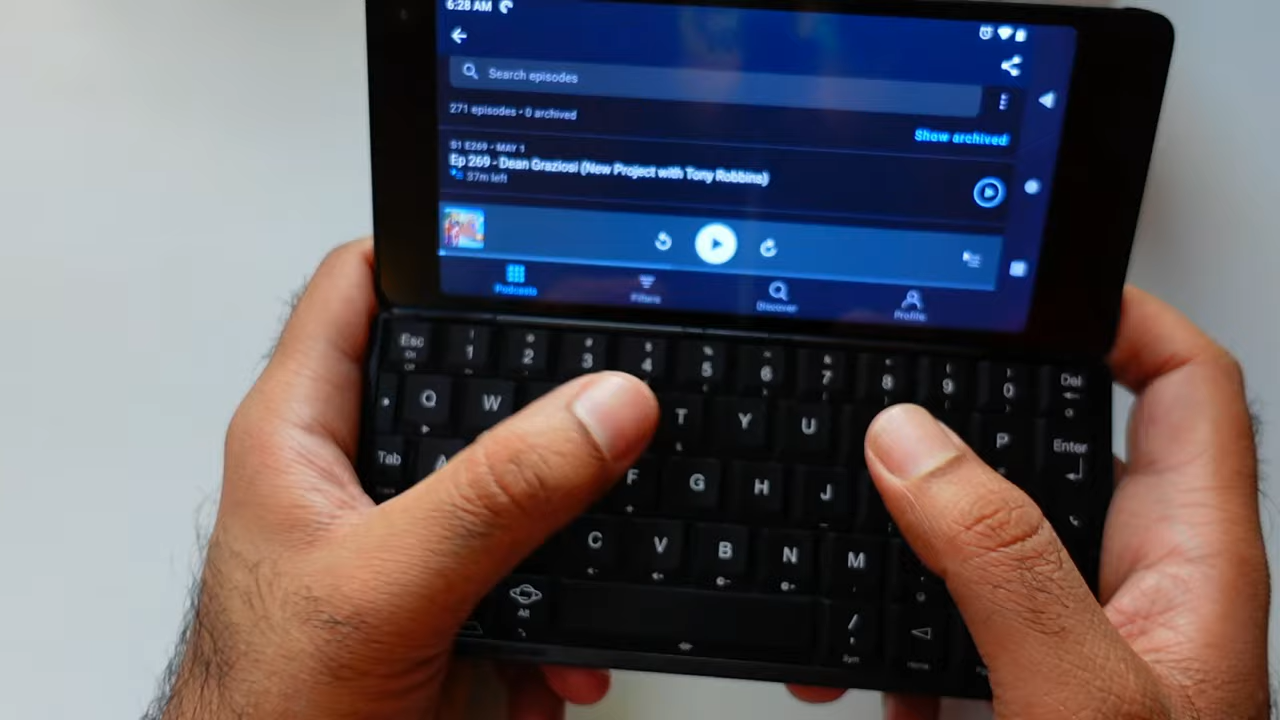 6:28 AM
Search episodes
271 episodes • 0 archived
Show archived
S1 E269 • MAY 1
Ep 269 - Dean Graziosi (New Project with Tony Robbins)
37m left
Podcasts Filters Discover Profile
Esc 1 2 3 4 5 6 7 8 9 0 Del
Q W T Y U P Enter
Tab A F G H J
C V B N M
Alt